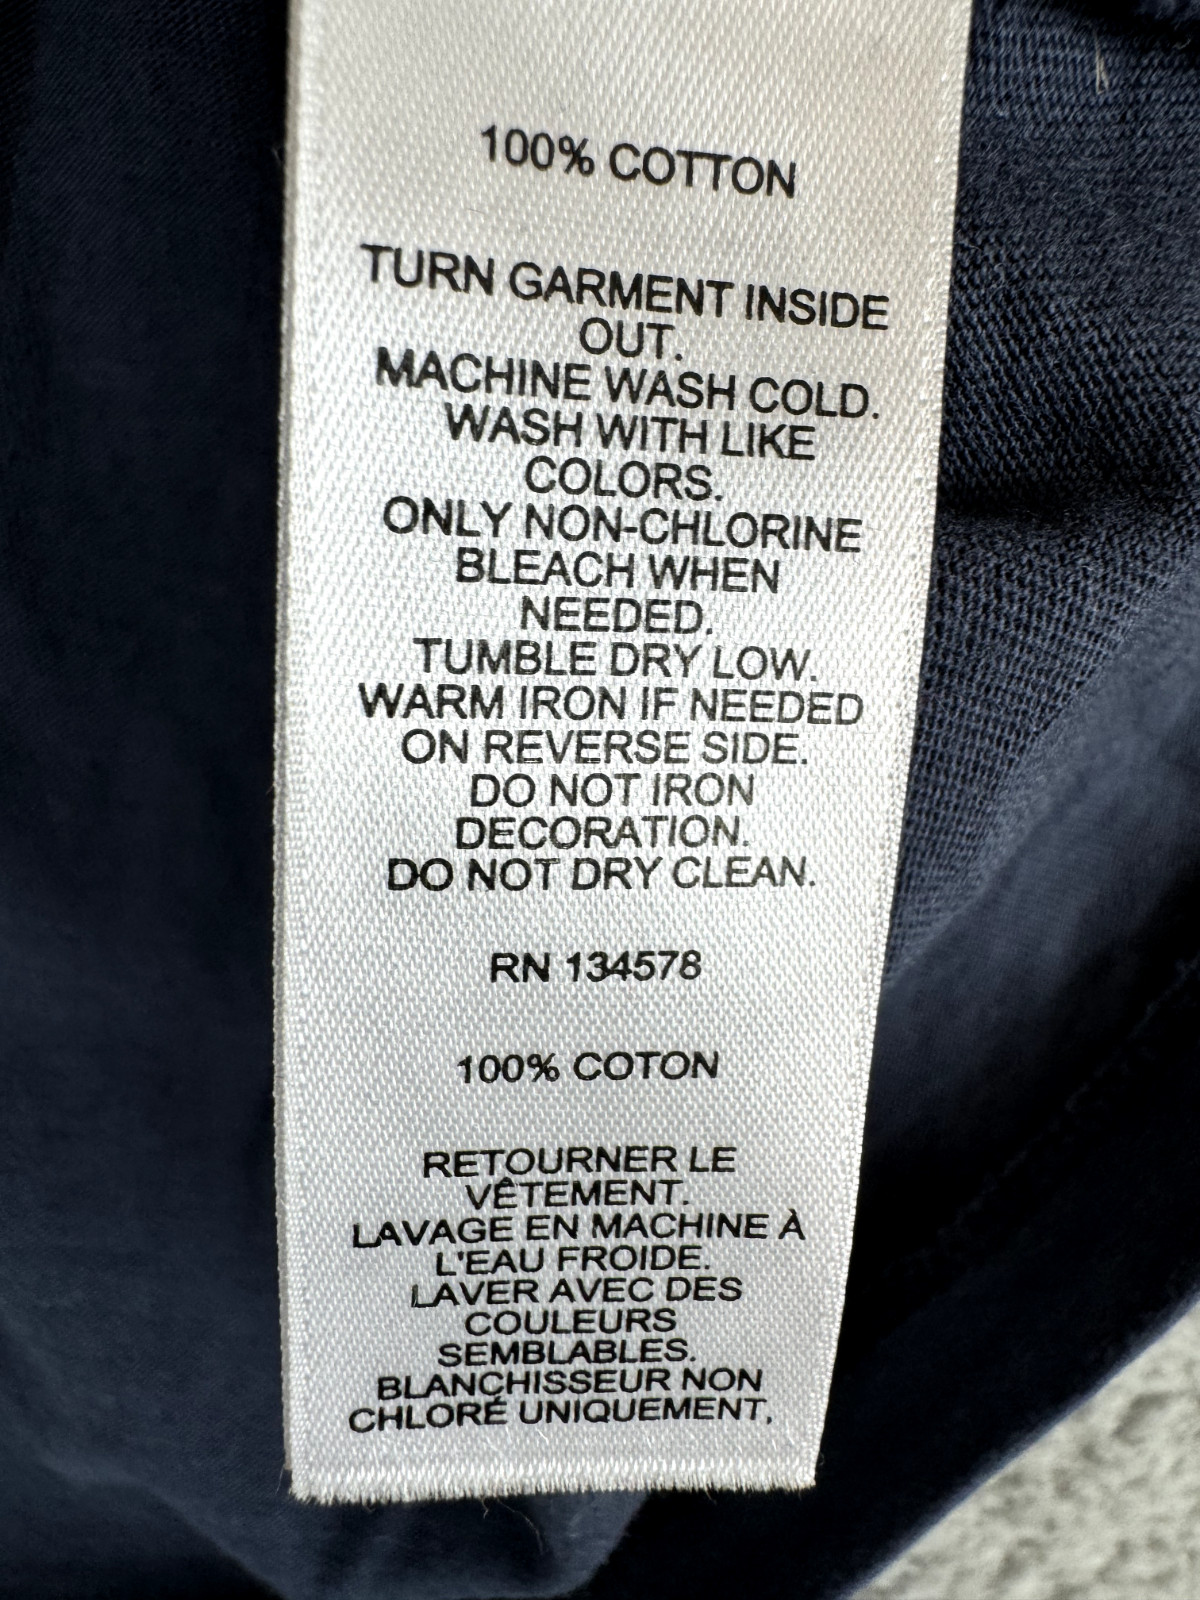 100% COTTON
TURN GARMENT INSIDE
OUT.
MACHINE WASH COLD.
WASH WITH LIKE
COLORS.
ONLY NON-CHLORINE
BLEACH WHEN
NEEDED.
TUMBLE DRY LOW.
WARM IRON IF NEEDED
ON REVERSE SIDE.
DO NOT IRON
DECORATION.
DO NOT DRY CLEAN.
RN 134578
100% COTON
RETOURNER LE
VÊTEMENT.
LAVAGE EN MACHINE À
L'EAU FROIDE.
LAVER AVEC DES
COULEURS
SEMBLABLES.
BLANCHISSEUR NON
CHLORÉ UNIQUEMENT,